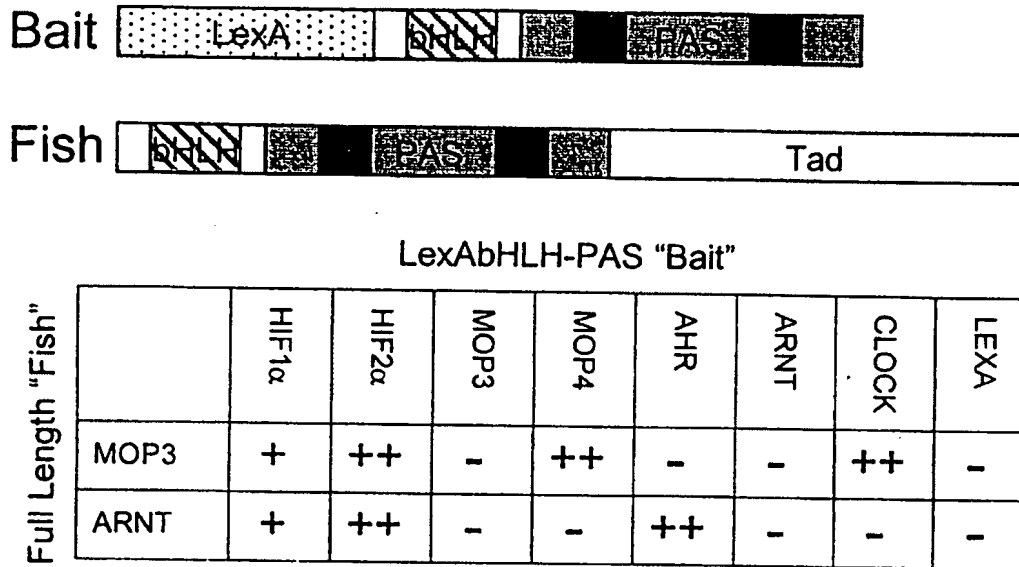 Bait LexA bHLH PAS
Fish bHLH PAS Tad
LexAbHLH-PAS "Bait"
Full Length "Fish"
HIF1α HIF2α MOP3 MOP4 AHR ARNT CLOCK LEXA
MOP3 + ++ - ++ - - ++ -
ARNT + ++ - - ++ - - -